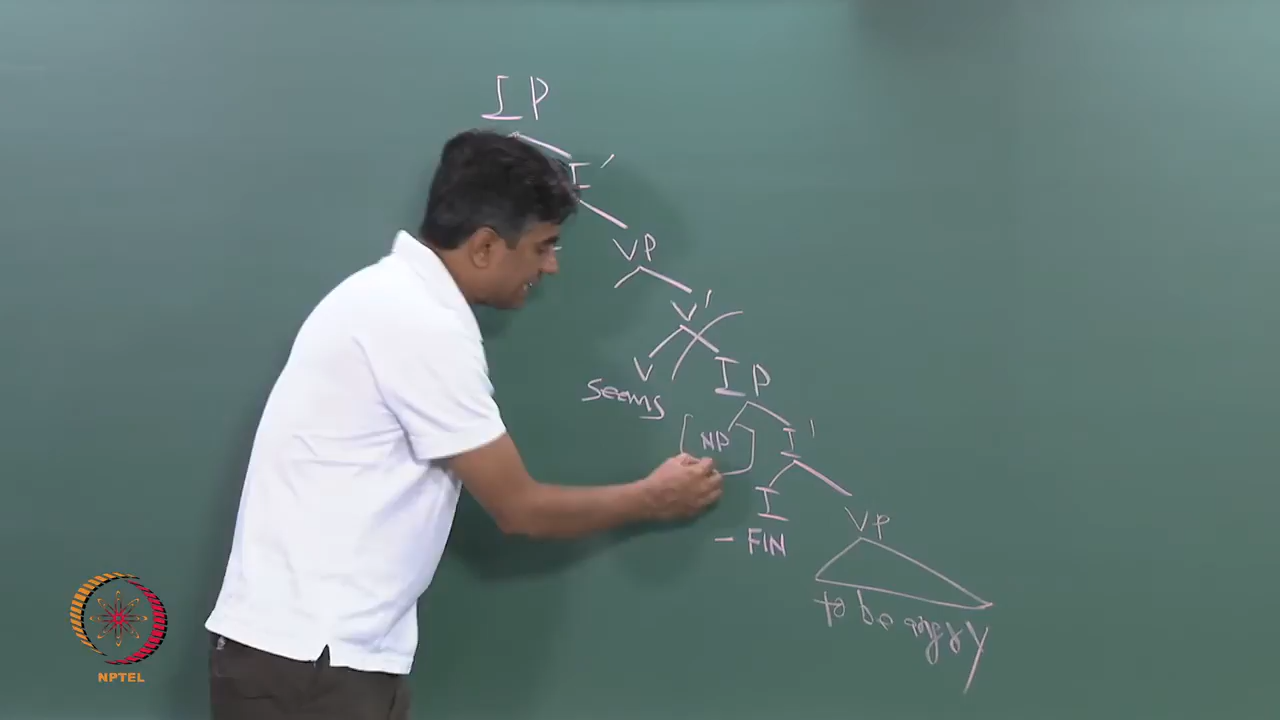 IP
I'
VP
V'
V IP
seems
[NP] I'
I VP
- FIN
to be angry
NPTEL